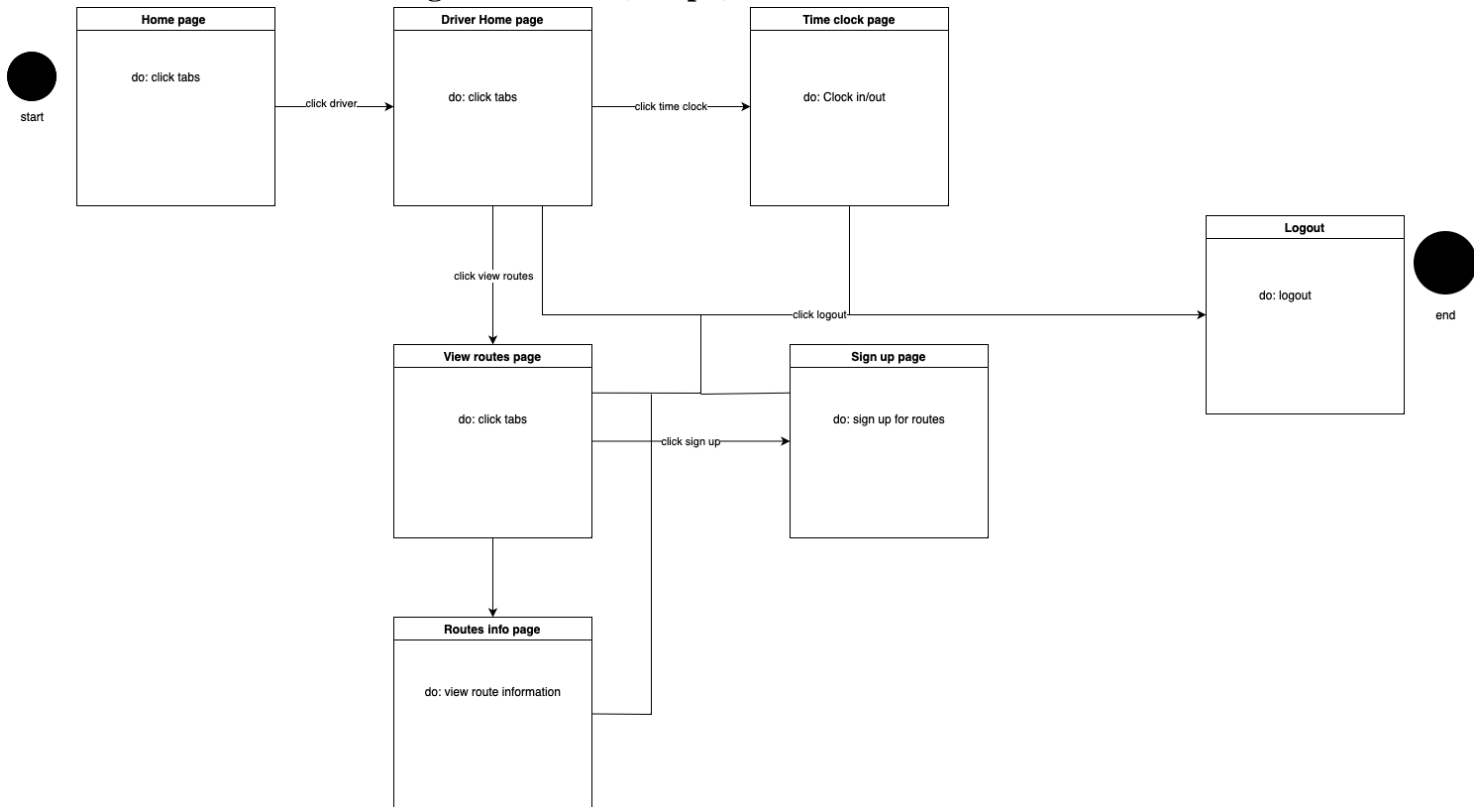 Home page
Driver Home page
Time clock page
do: click tabs
do: click tabs
do: Clock in/out
start
click driver
click time clock
Logout
click view routes
do: logout
click logout
end
View routes page
Sign up page
do: click tabs
do: sign up for routes
click sign up
Routes info page
do: view route information